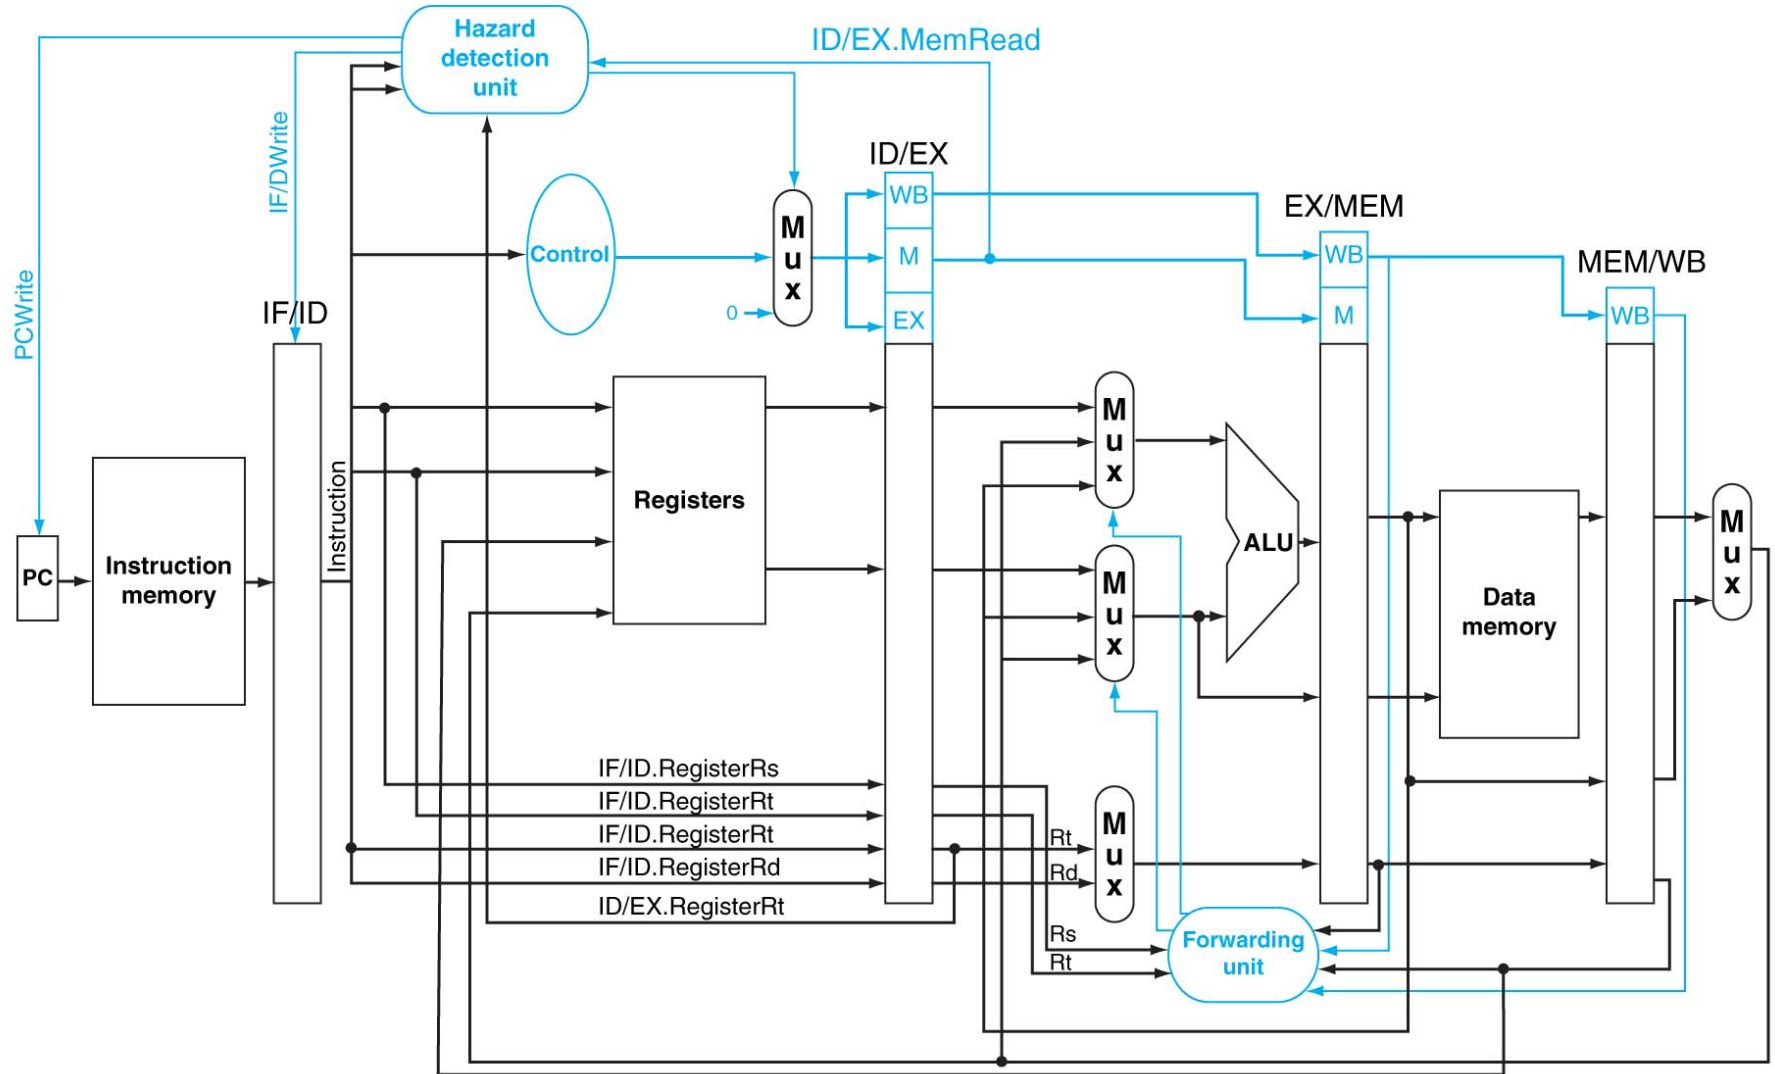 Hazard
detection
unit
ID/EX.MemRead
IF/DWrite
PCWrite
ID/EX
WB
M
EX
Control
M
u
x
0
EX/MEM
WB
M
MEM/WB
WB
IF/ID
Instruction
PC
Instruction
memory
Registers
M
u
x
M
u
x
ALU
Data
memory
M
u
x
IF/ID.RegisterRs
IF/ID.RegisterRt
IF/ID.RegisterRt
IF/ID.RegisterRd
ID/EX.RegisterRt
Rt
Rd
M
u
x
Rs
Rt
Forwarding
unit